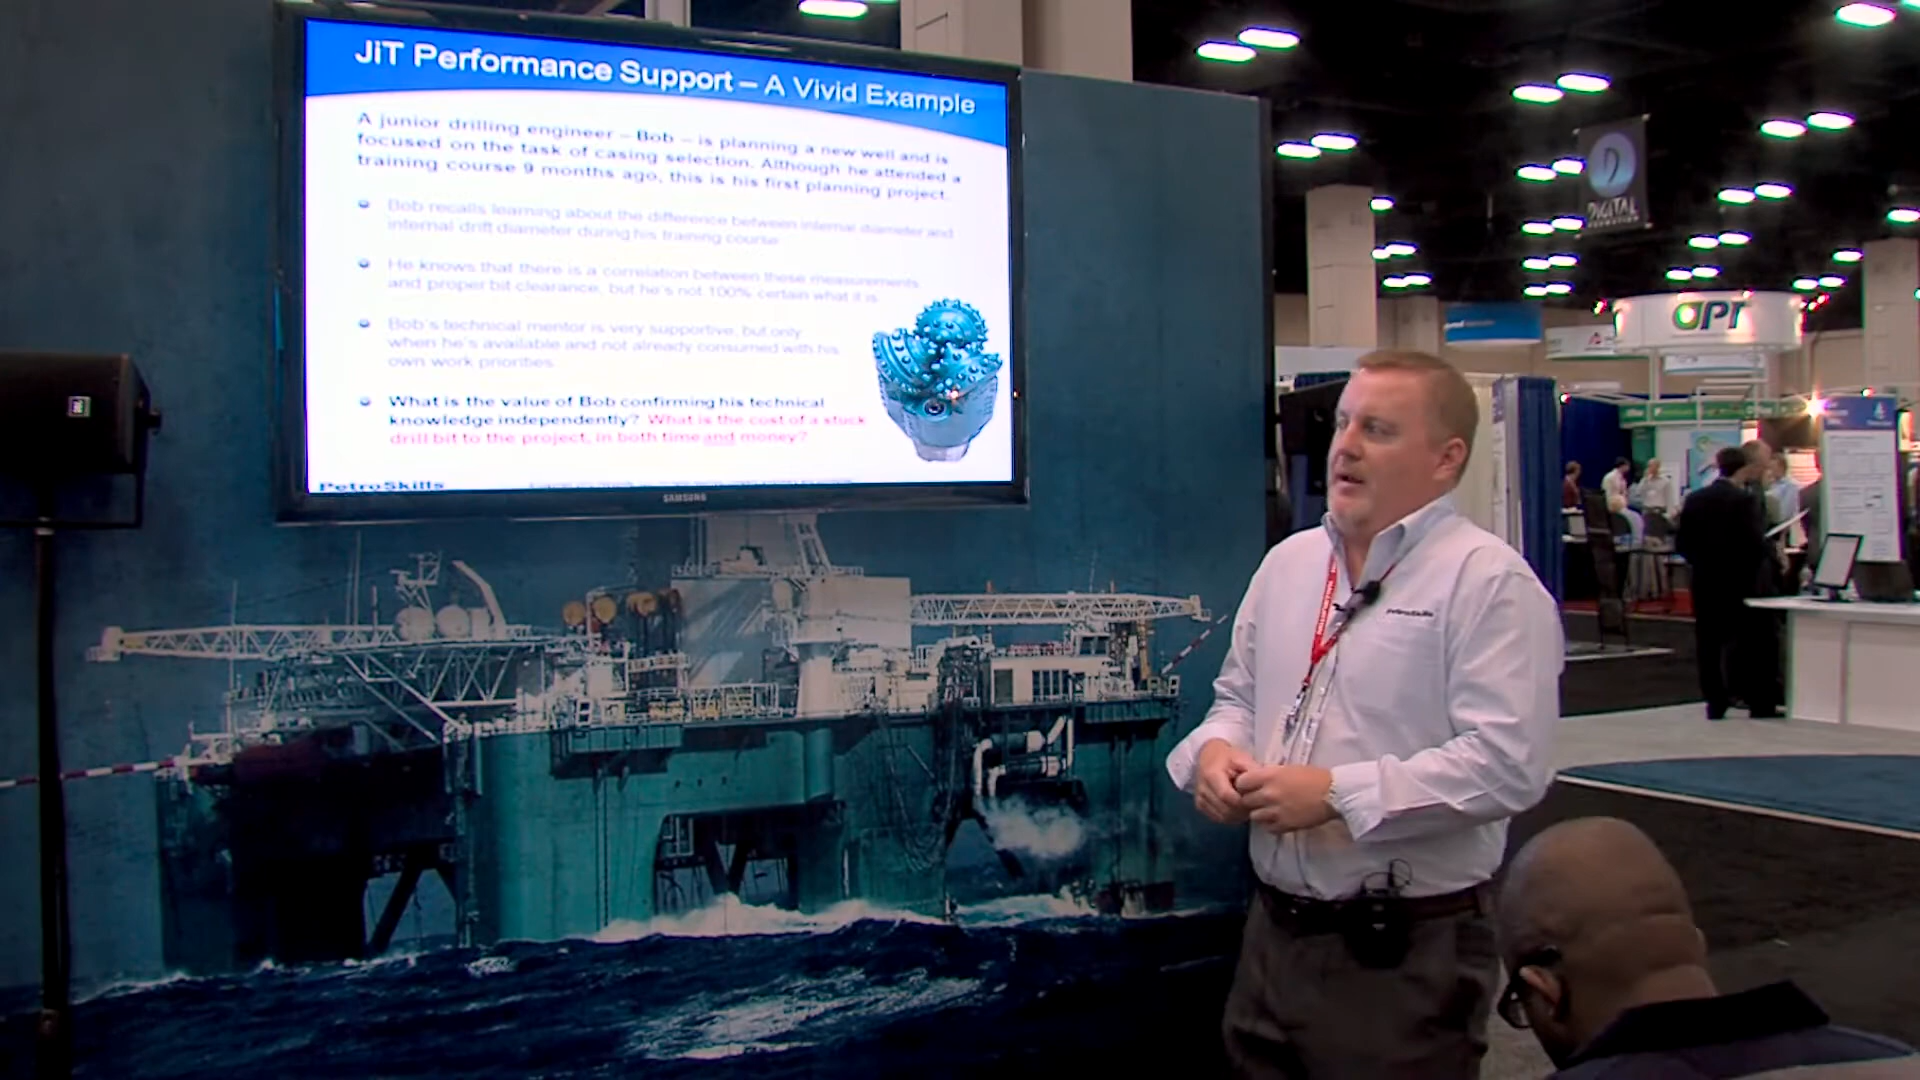 JiT Performance Support – A Vivid Example
A junior drilling engineer – Bob – is planning a new well and is
focused on the task of casing selection. Although he attended a
training course 9 months ago, this is his first planning project.
Bob recalls learning about the difference between internal diameter and
internal drift diameter during his training course.
He knows that there is a correlation between these measurements
and proper bit clearance, but he's not 100% certain what it is.
Bob's technical mentor is very supportive, but only
when he's available and not already consumed with his
own work priorities.
What is the value of Bob confirming his technical
knowledge independently? What is the cost of a stuck
drill bit to the project, in both time and money?
PetroSkills
SAMSUNG
PetroSkills
D
DIGITAL
OPT